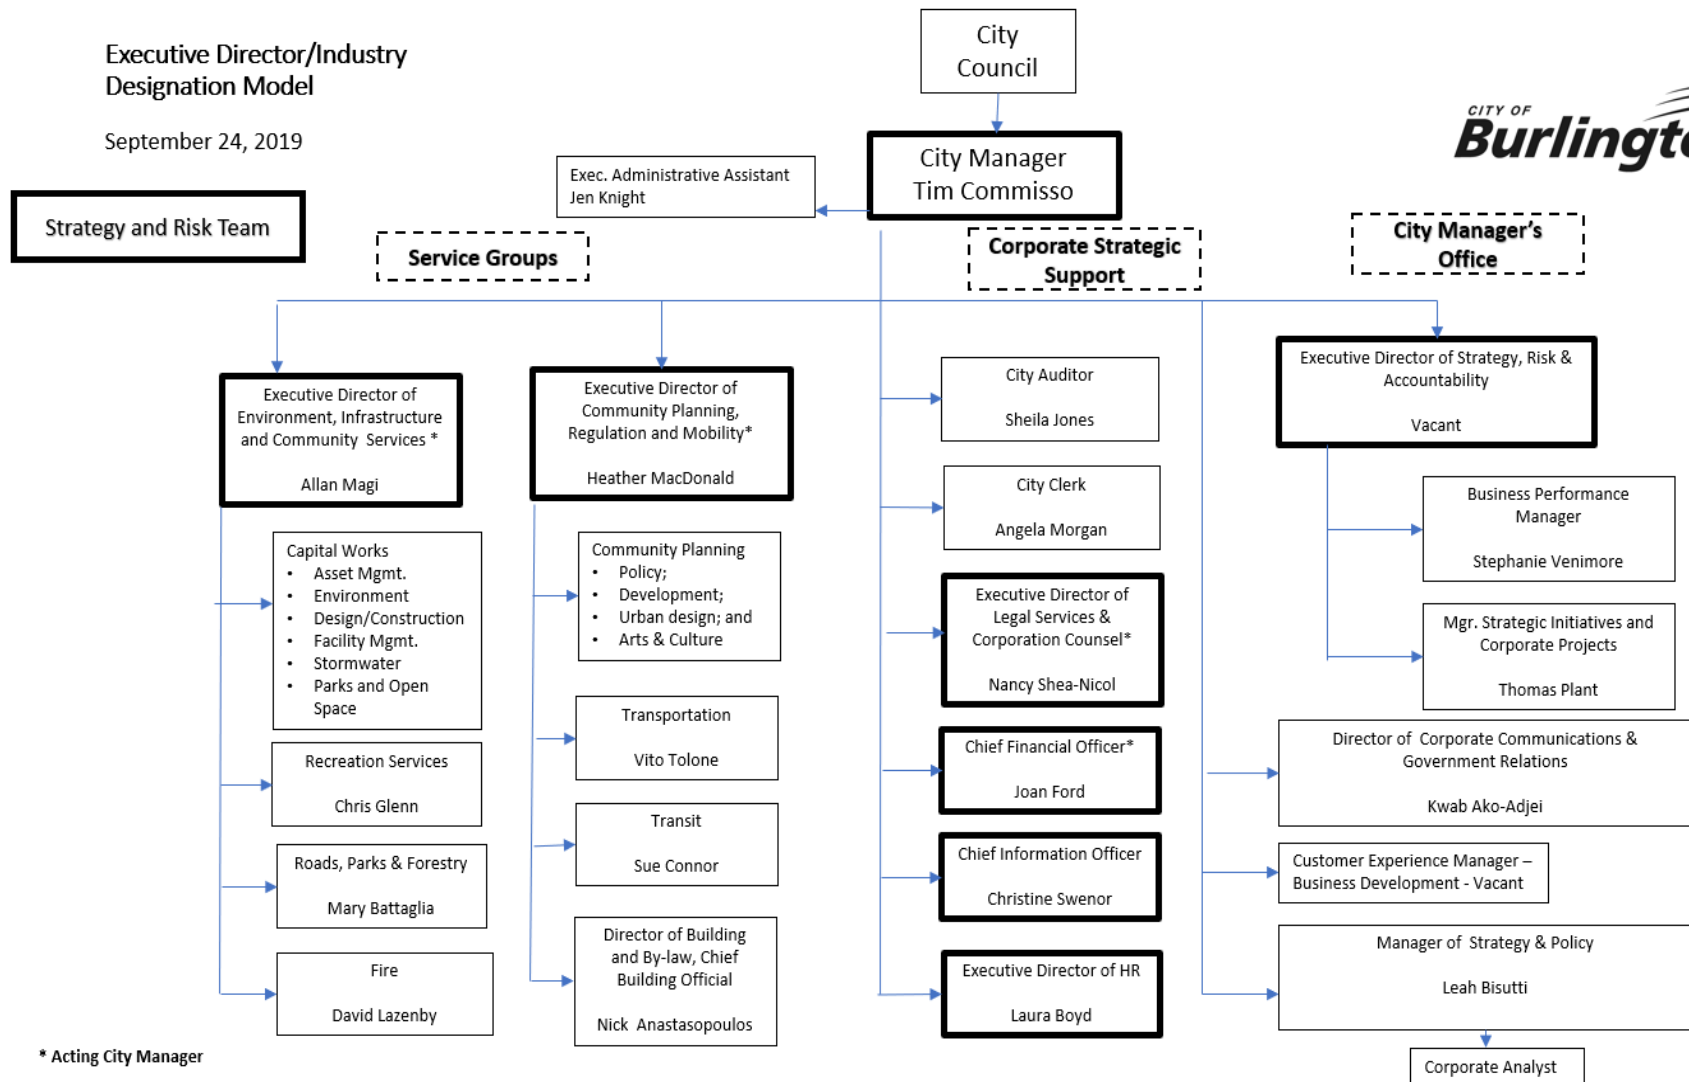 Executive Director/Industry
Designation Model
September 24, 2019
City
Council
CITY OF
City Manager
Tim Commisso
Exec. Administrative Assistant
Jen Knight
Strategy and Risk Team
Service Groups
Corporate Strategic
Support
City Manager's
Office
Executive Director of
Environment, Infrastructure
and Community Services *
Allan Magi
Capital Works
• Asset Mgmt.
• Environment
• Design/Construction
• Facility Mgmt.
• Stormwater
• Parks and Open
Space
Recreation Services
Chris Glenn
Roads, Parks & Forestry
Mary Battaglia
Fire
David Lazenby
Executive Director of
Community Planning,
Regulation and Mobility*
Heather MacDonald
Community Planning
• Policy;
• Development;
• Urban design; and
• Arts & Culture
Transportation
Vito Tolone
Transit
Sue Connor
Director of Building
and By-law, Chief
Building Official
Nick Anastasopoulos
City Auditor
Sheila Jones
City Clerk
Angela Morgan
Executive Director of
Legal Services &
Corporation Counsel*
Nancy Shea-Nicol
Chief Financial Officer*
Joan Ford
Chief Information Officer
Christine Swenor
Executive Director of HR
Laura Boyd
Executive Director of Strategy, Risk &
Accountability
Vacant
Business Performance
Manager
Stephanie Venimore
Mgr. Strategic Initiatives and
Corporate Projects
Thomas Plant
Director of Corporate Communications &
Government Relations
Kwab Ako-Adjei
Customer Experience Manager –
Business Development - Vacant
Manager of Strategy & Policy
Leah Bisutti
Corporate Analyst
* Acting City Manager